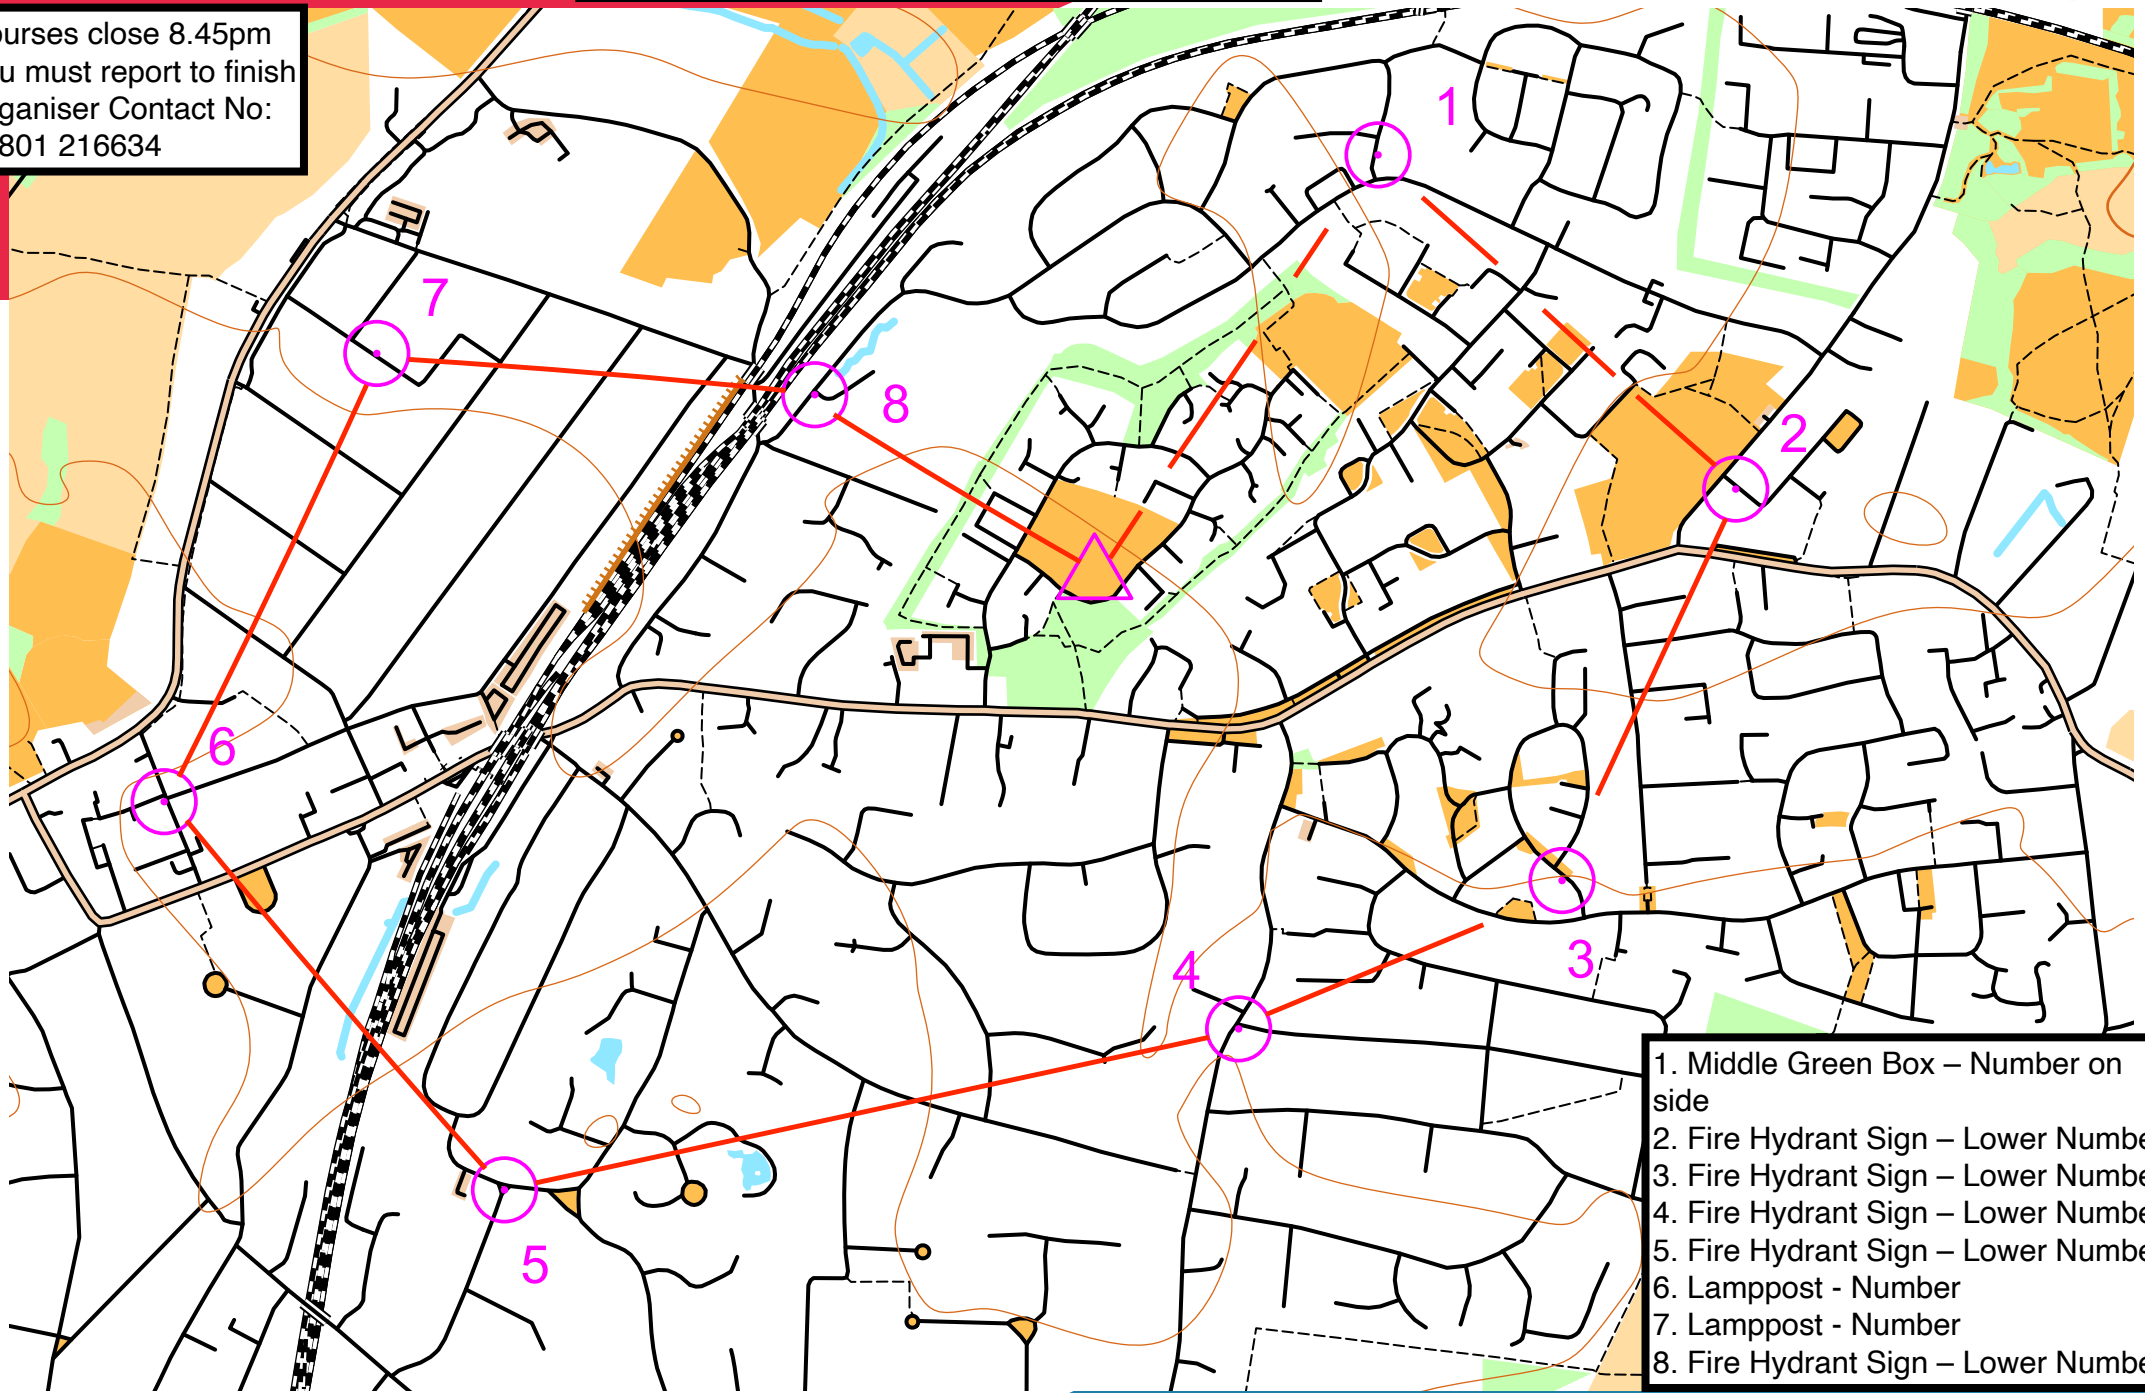 ourses close 8.45pm
u must report to finish
ganiser Contact No:
801 216634
1
7
8
2
6
3
4
5
1. Middle Green Box – Number on
side
2. Fire Hydrant Sign – Lower Numbe
3. Fire Hydrant Sign – Lower Numbe
4. Fire Hydrant Sign – Lower Numbe
5. Fire Hydrant Sign – Lower Numbe
6. Lamppost - Number
7. Lamppost - Number
8. Fire Hydrant Sign – Lower Numbe